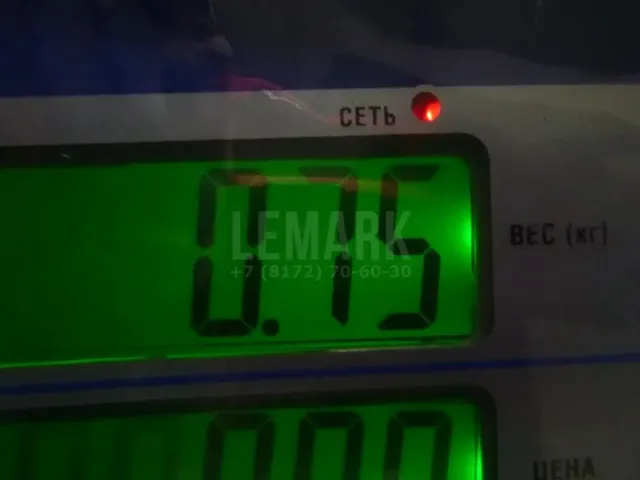 СЕТЬ
0.75
ВЕС (кг)
LEMARK
+7 (8172) 70-60-30
0.00
ЦЕНА